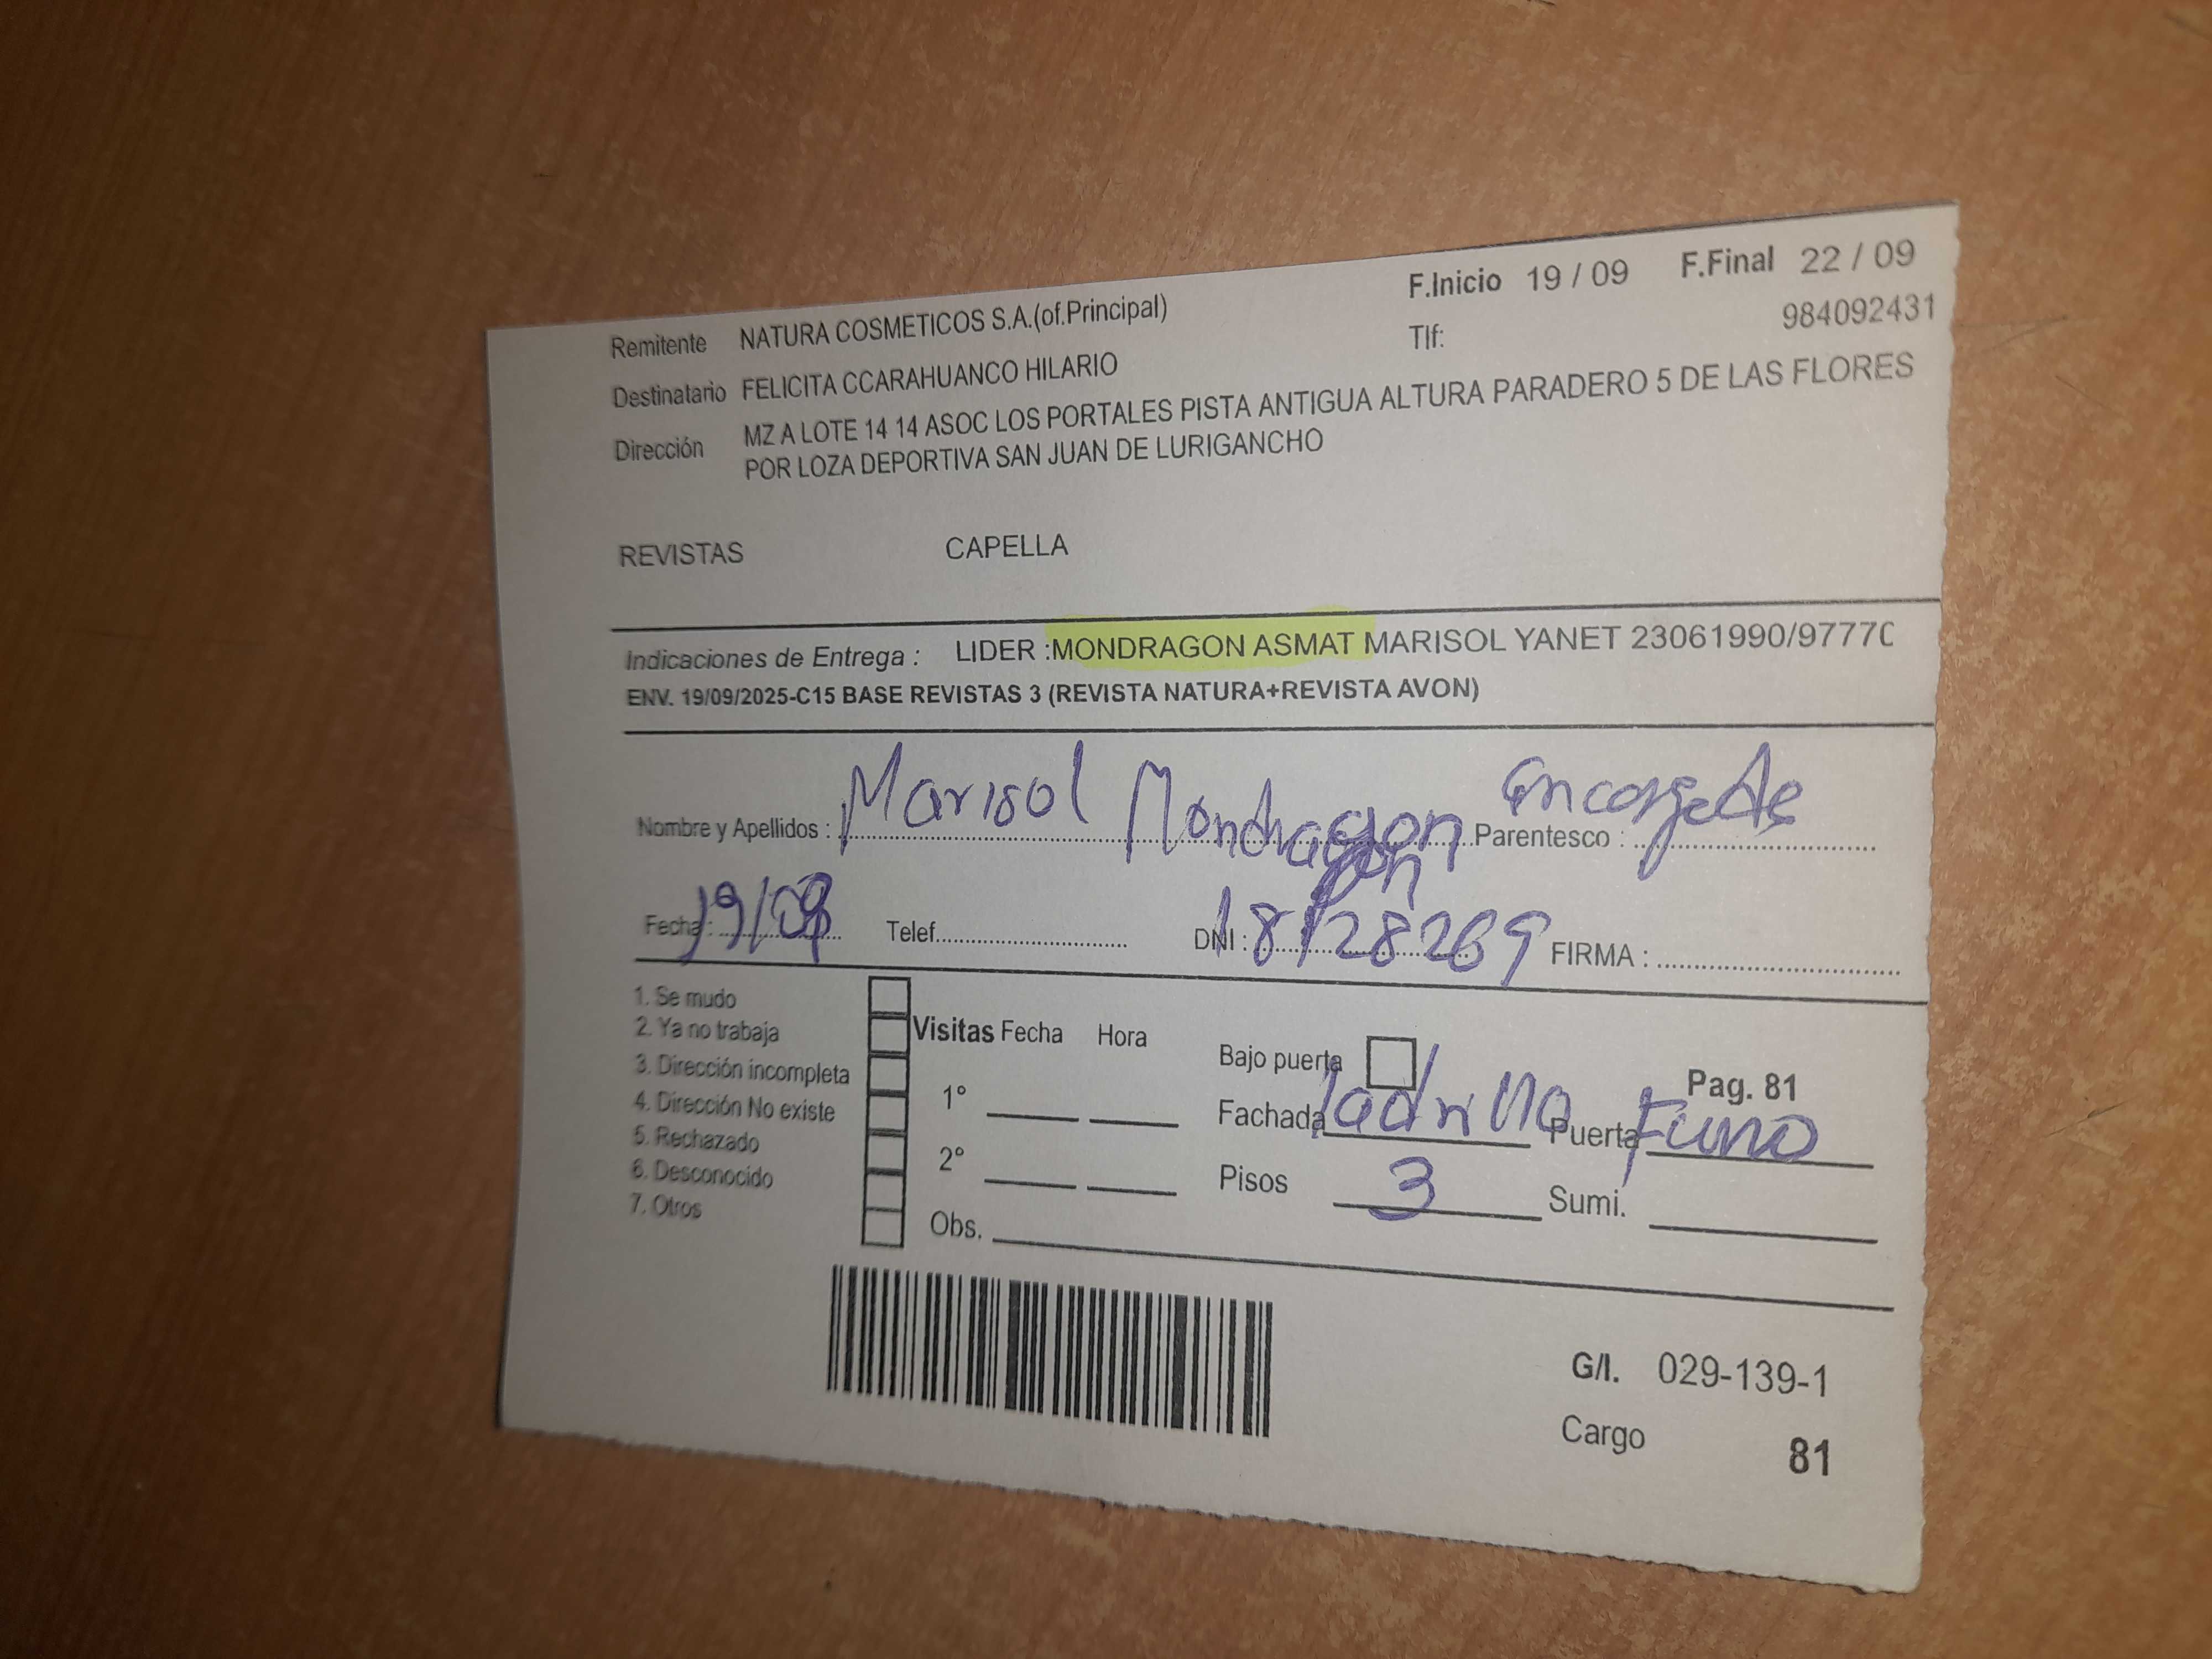 F.Inicio 19 / 09 F.Final 22 / 09
Remitente NATURA COSMETICOS S.A.(of.Principal) Tlf: 984092431
Destinatario FELICITA CCARAHUANCO HILARIO
Dirección MZ A LOTE 14 14 ASOC LOS PORTALES PISTA ANTIGUA ALTURA PARADERO 5 DE LAS FLORES
POR LOZA DEPORTIVA SAN JUAN DE LURIGANCHO
REVISTAS CAPELLA
Indicaciones de Entrega : LIDER :MONDRAGON ASMAT MARISOL YANET 23061990/9777
ENV. 19/09/2025-C15 BASE REVISTAS 3 (REVISTA NATURA+REVISTA AVON)
Nombre y Apellidos : Marisol Mondragon Parentesco :
Fecha : 19/09 Telef. DNI : 18128269 FIRMA :
1. Se mudo
2. Ya no trabaja
3. Dirección incompleta
4. Dirección No existe
5. Rechazado
6. Desconocido
7. Otros
Visitas Fecha Hora
1°
2°
Obs.
Bajo puerta
Pag. 81
Fachada ladrillo Puerta
Pisos 3 Sumi.
G/I. 029-139-1
Cargo 81